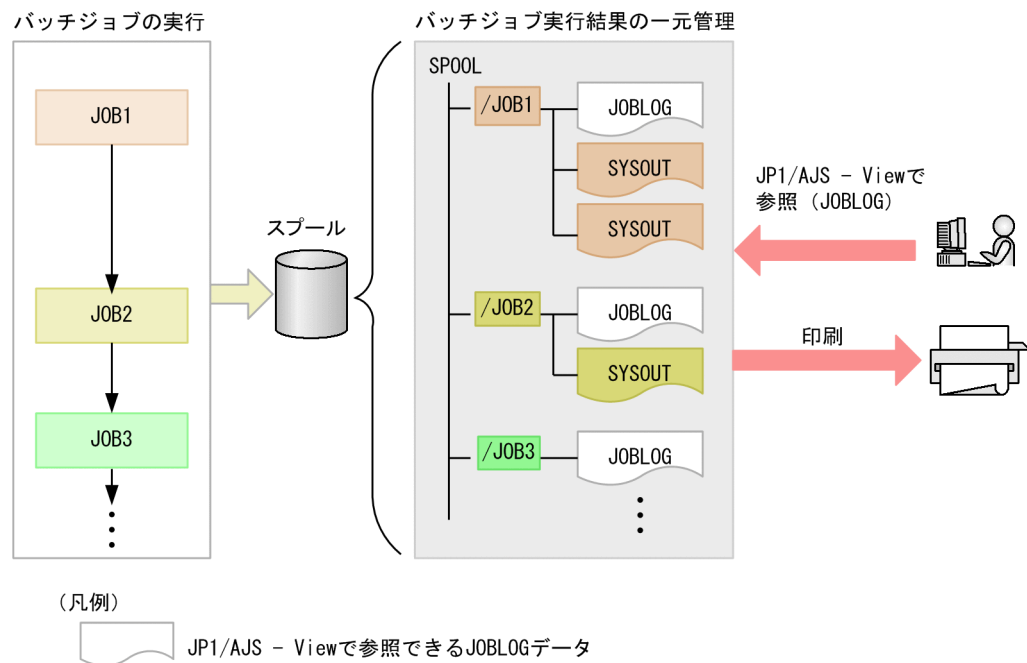 バッチジョブの実行
バッチジョブ実行結果の一元管理
JOB1
JOB2
JOB3
スプール
SPOOL
/JOB1
JOBLOG
SYSOUT
SYSOUT
/JOB2
JOBLOG
SYSOUT
/JOB3
JOBLOG
JP1/AJS - Viewで
参照（JOBLOG）
印刷
（凡例）
JP1/AJS - Viewで参照できるJOBLOGデータ